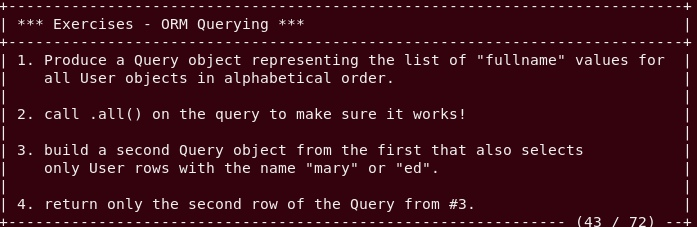 *** Exercises - ORM Querying ***
1. Produce a Query object representing the list of "fullname" values for
all User objects in alphabetical order.
2. call .all() on the query to make sure it works!
3. build a second Query object from the first that also selects
only User rows with the name "mary" or "ed".
4. return only the second row of the Query from #3.
(43 / 72)